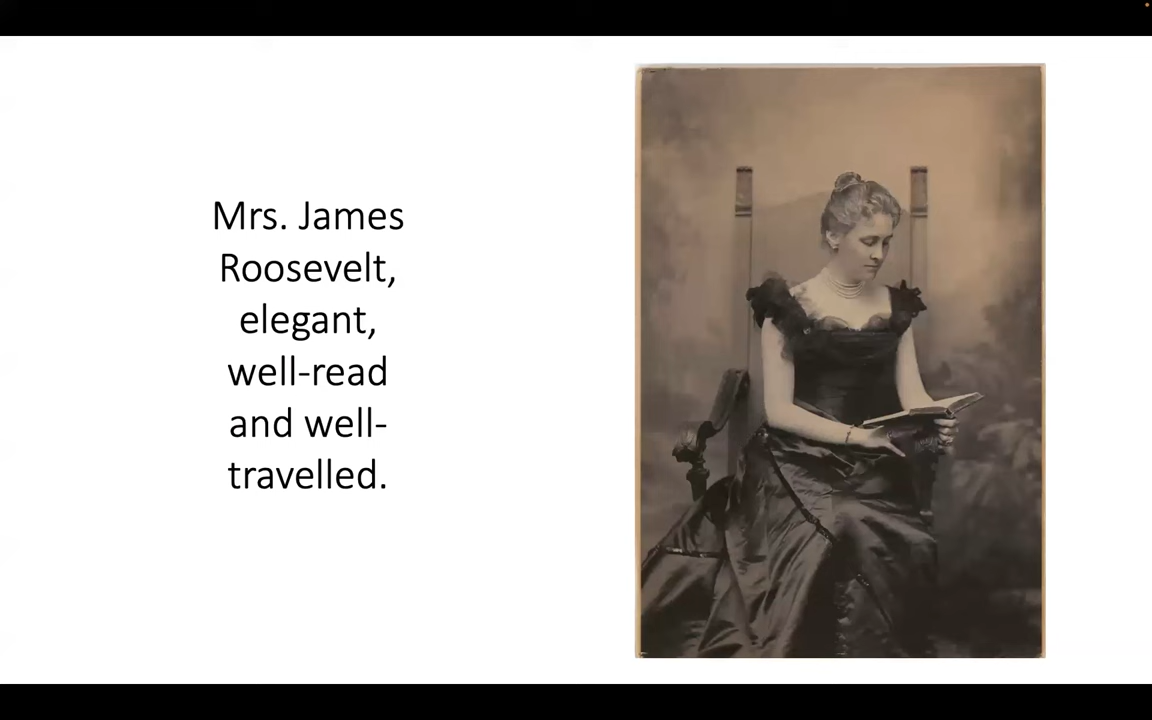 Mrs. James
Roosevelt,
elegant,
well-read
and well-
travelled.